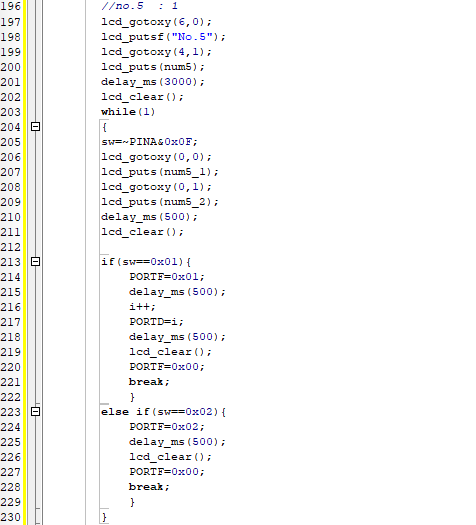 196 //no.5 : 1
197 lcd_gotoxy(6,0);
198 lcd_putsf("No.5");
199 lcd_gotoxy(4,1);
200 lcd_puts(num5);
201 delay_ms(3000);
202 lcd_clear();
203 while(1)
204 {
205 sw=~PINA&0x0F;
206 lcd_gotoxy(0,0);
207 lcd_puts(num5_1);
208 lcd_gotoxy(0,1);
209 lcd_puts(num5_2);
210 delay_ms(500);
211 lcd_clear();
212
213 if(sw==0x01){
214 PORTF=0x01;
215 delay_ms(500);
216 i++;
217 PORTD=i;
218 delay_ms(500);
219 lcd_clear();
220 PORTF=0x00;
221 break;
222 }
223 else if(sw==0x02){
224 PORTF=0x02;
225 delay_ms(500);
226 lcd_clear();
227 PORTF=0x00;
228 break;
229 }
230 }